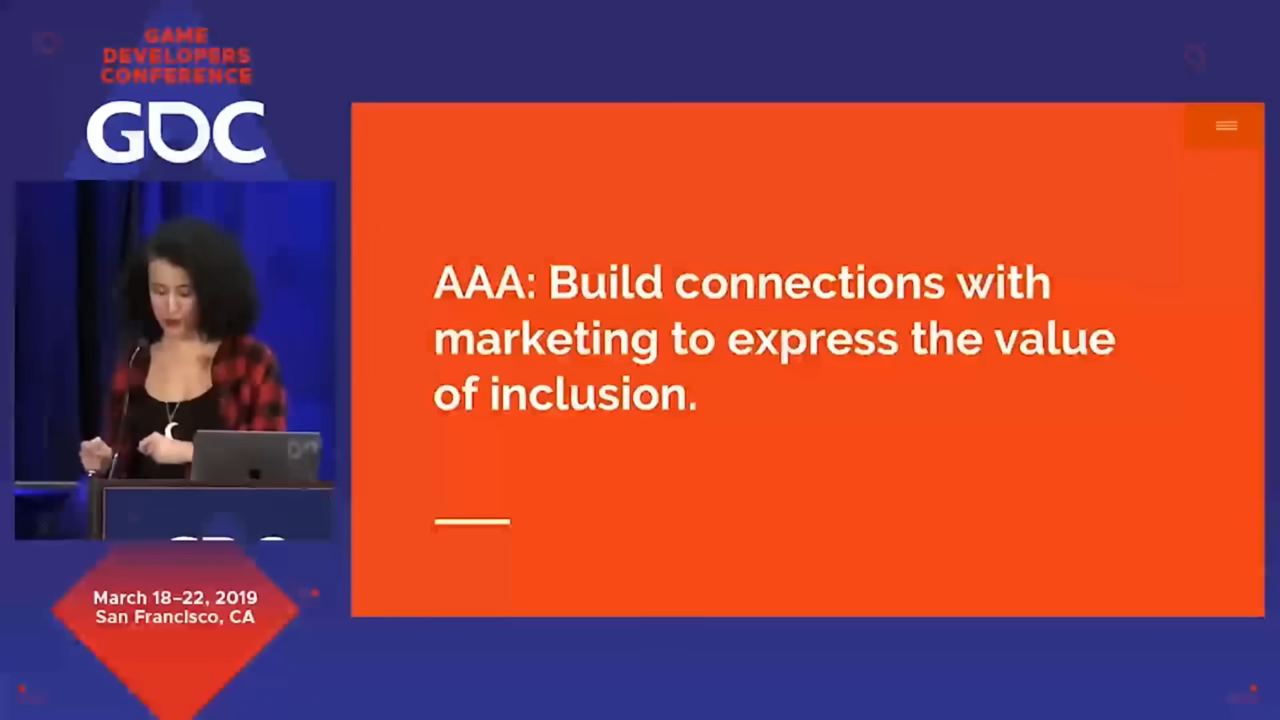 GAME
DEVELOPERS
CONFERENCE
GDC
AAA: Build connections with
marketing to express the value
of inclusion.
March 18–22, 2019
San Francisco, CA